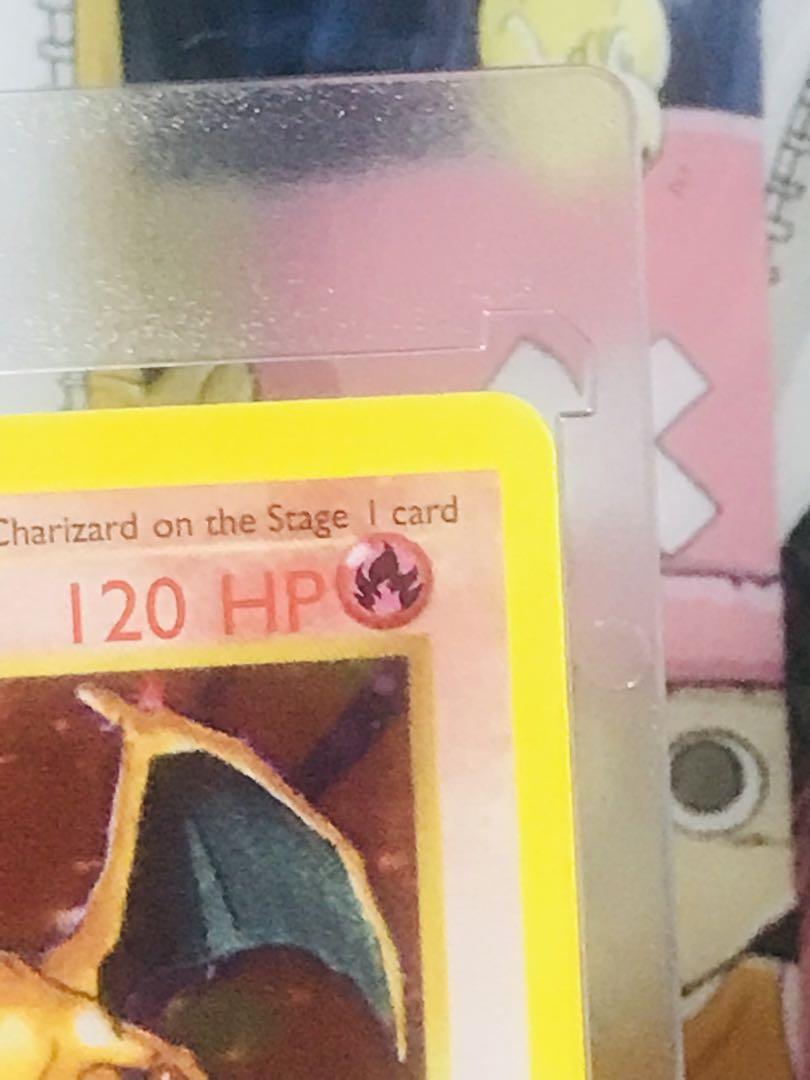 Charizard on the Stage 1 card
120 HP